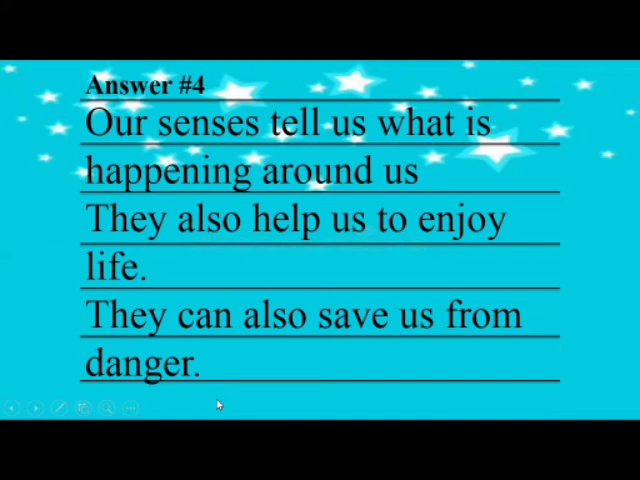 Answer #4
Our senses tell us what is
happening around us
They also help us to enjoy
life.
They can also save us from
danger.